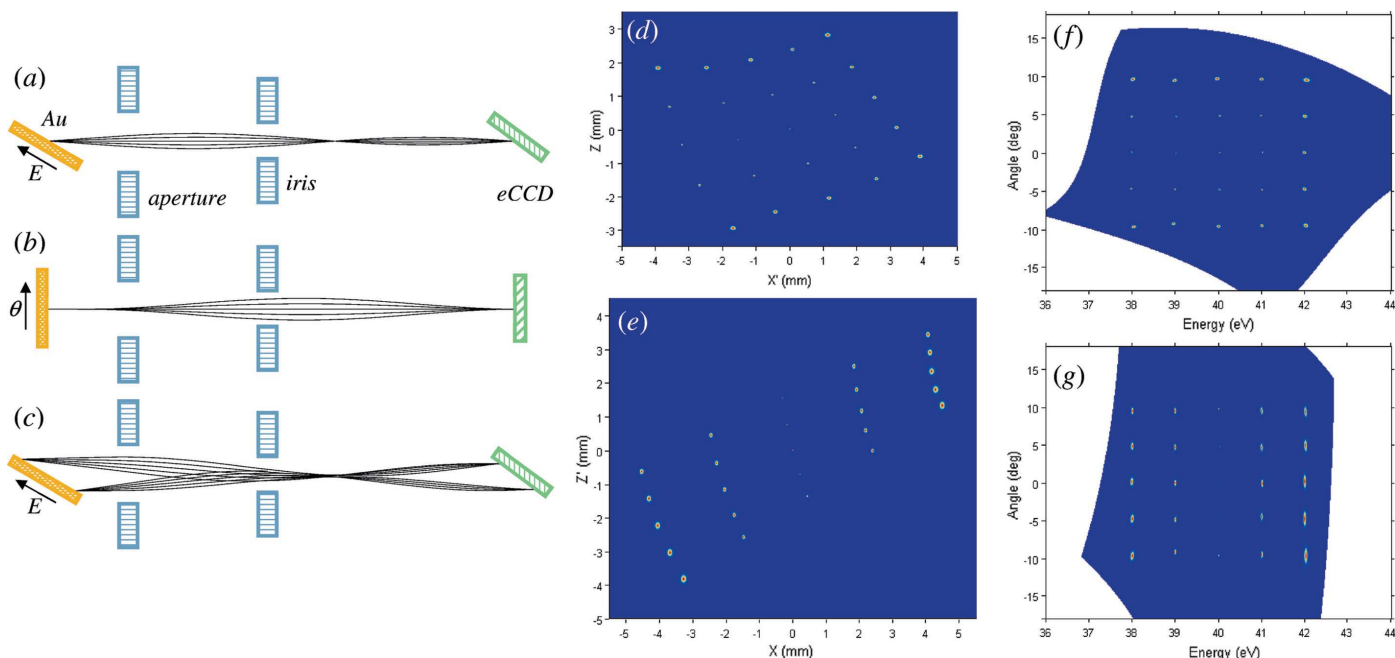 (a)
Au
E
aperture
iris
eCCD
(b)
θ
(c)
E
(d)
Z (mm)
3
2
1
0
-1
-2
-3
-5 -4 -3 -2 -1 0 1 2 3 4 5
X' (mm)
(e)
Z' (mm)
4
3
2
1
0
-1
-2
-3
-4
-5
-5 -4 -3 -2 -1 0 1 2 3 4 5
X (mm)
(f)
Angle (deg)
15
10
5
0
-5
-10
-15
36 37 38 39 40 41 42 43 44
Energy (eV)
(g)
Angle (deg)
15
10
5
0
-5
-10
-15
36 37 38 39 40 41 42 43 44
Energy (eV)